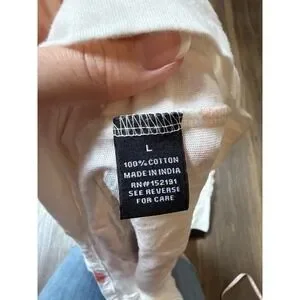 L
100% COTTON
MADE IN INDIA
RN#152191
SEE REVERSE
FOR CARE